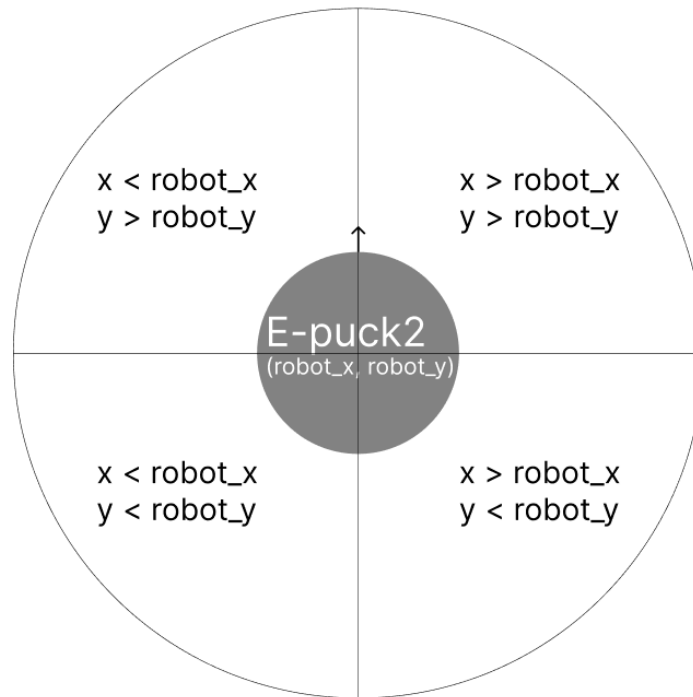 x < robot_x
y > robot_y
x > robot_x
y > robot_y
E-puck2
(robot_x, robot_y)
x < robot_x
y < robot_y
x > robot_x
y < robot_y